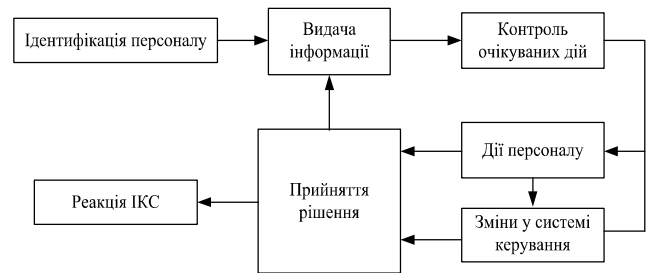 Ідентифікація персоналу
Видача
інформації
Контроль
очікуваних дій
Дії персоналу
Прийняття
рішення
Реакція ІКС
Зміни у системі
керування